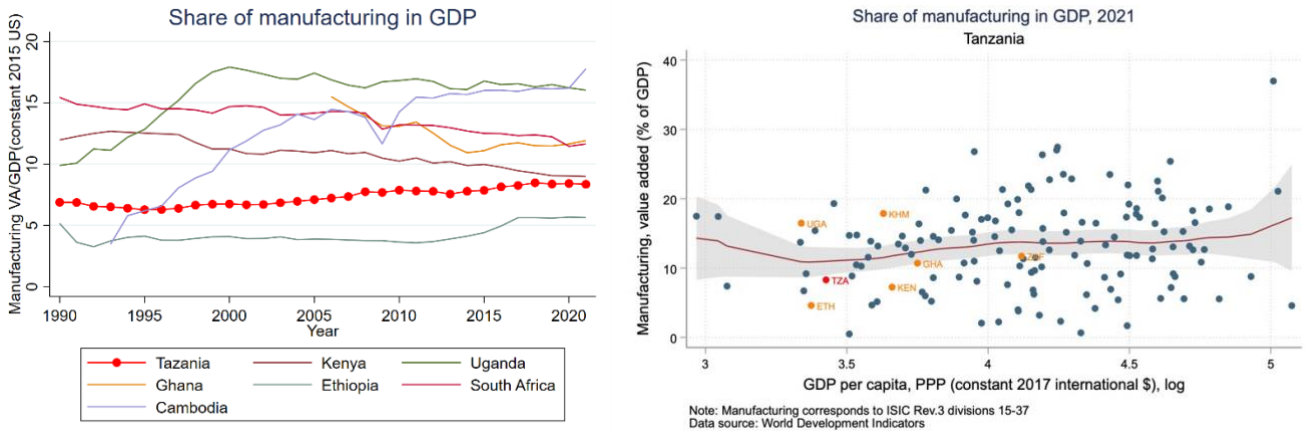 Share of manufacturing in GDP
Manufacturing VA/GDP(constant 2015 US)
20
15
10
5
0
1990
1995
2000
2005
2010
2015
2020
Year
Tazania
Kenya
Uganda
Ghana
Ethiopia
South Africa
Cambodia
Share of manufacturing in GDP, 2021
Tanzania
Manufacturing, value added (% of GDP)
40
30
20
10
0
UGA
KHM
GHA
ZAF
TZA
KEN
ETH
3
3.5
4
4.5
5
GDP per capita, PPP (constant 2017 international $), log
Note: Manufacturing corresponds to ISIC Rev.3 divisions 15-37
Data source: World Development Indicators